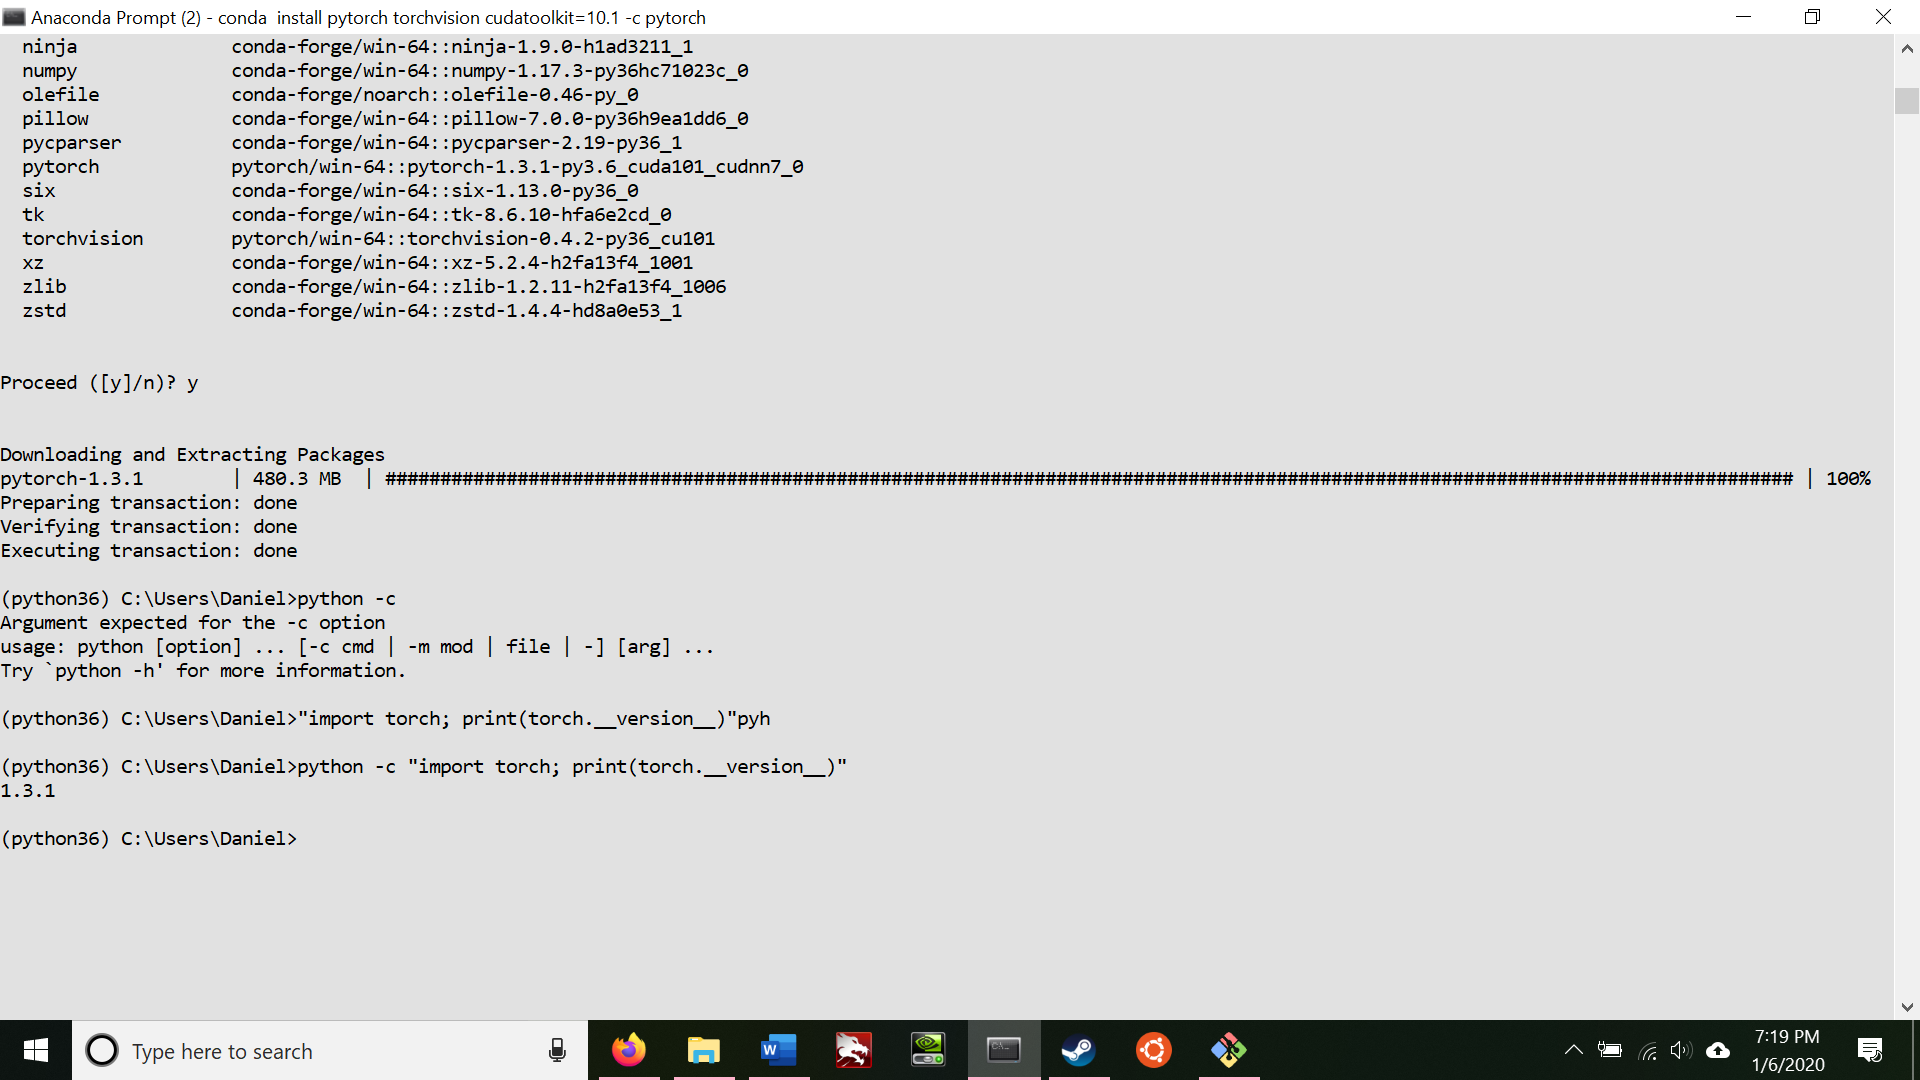 Anaconda Prompt (2) - conda  install pytorch torchvision cudatoolkit=10.1 -c pytorch
  ninja              conda-forge/win-64::ninja-1.9.0-h1ad3211_1
  numpy              conda-forge/win-64::numpy-1.17.3-py36hc71023c_0
  olefile            conda-forge/noarch::olefile-0.46-py_0
  pillow             conda-forge/win-64::pillow-7.0.0-py36h9ea1dd6_0
  pycparser          conda-forge/win-64::pycparser-2.19-py36_1
  pytorch            pytorch/win-64::pytorch-1.3.1-py3.6_cuda101_cudnn7_0
  six                conda-forge/win-64::six-1.13.0-py36_0
  tk                 conda-forge/win-64::tk-8.6.10-hfa6e2cd_0
  torchvision        pytorch/win-64::torchvision-0.4.2-py36_cu101
  xz                 conda-forge/win-64::xz-5.2.4-h2fa13f4_1001
  zlib               conda-forge/win-64::zlib-1.2.11-h2fa13f4_1006
  zstd               conda-forge/win-64::zstd-1.4.4-hd8a0e53_1
Proceed ([y]/n)? y
Downloading and Extracting Packages
pytorch-1.3.1        | 480.3 MB  | ################################################################################################################################ | 100%
Preparing transaction: done
Verifying transaction: done
Executing transaction: done
(python36) C:\Users\Daniel>python -c
Argument expected for the -c option
usage: python [option] ... [-c cmd | -m mod | file | -] [arg] ...
Try `python -h' for more information.
(python36) C:\Users\Daniel>"import torch; print(torch.__version__)"pyh
(python36) C:\Users\Daniel>python -c "import torch; print(torch.__version__)"
1.3.1
(python36) C:\Users\Daniel>
Type here to search
7:19 PM
1/6/2020